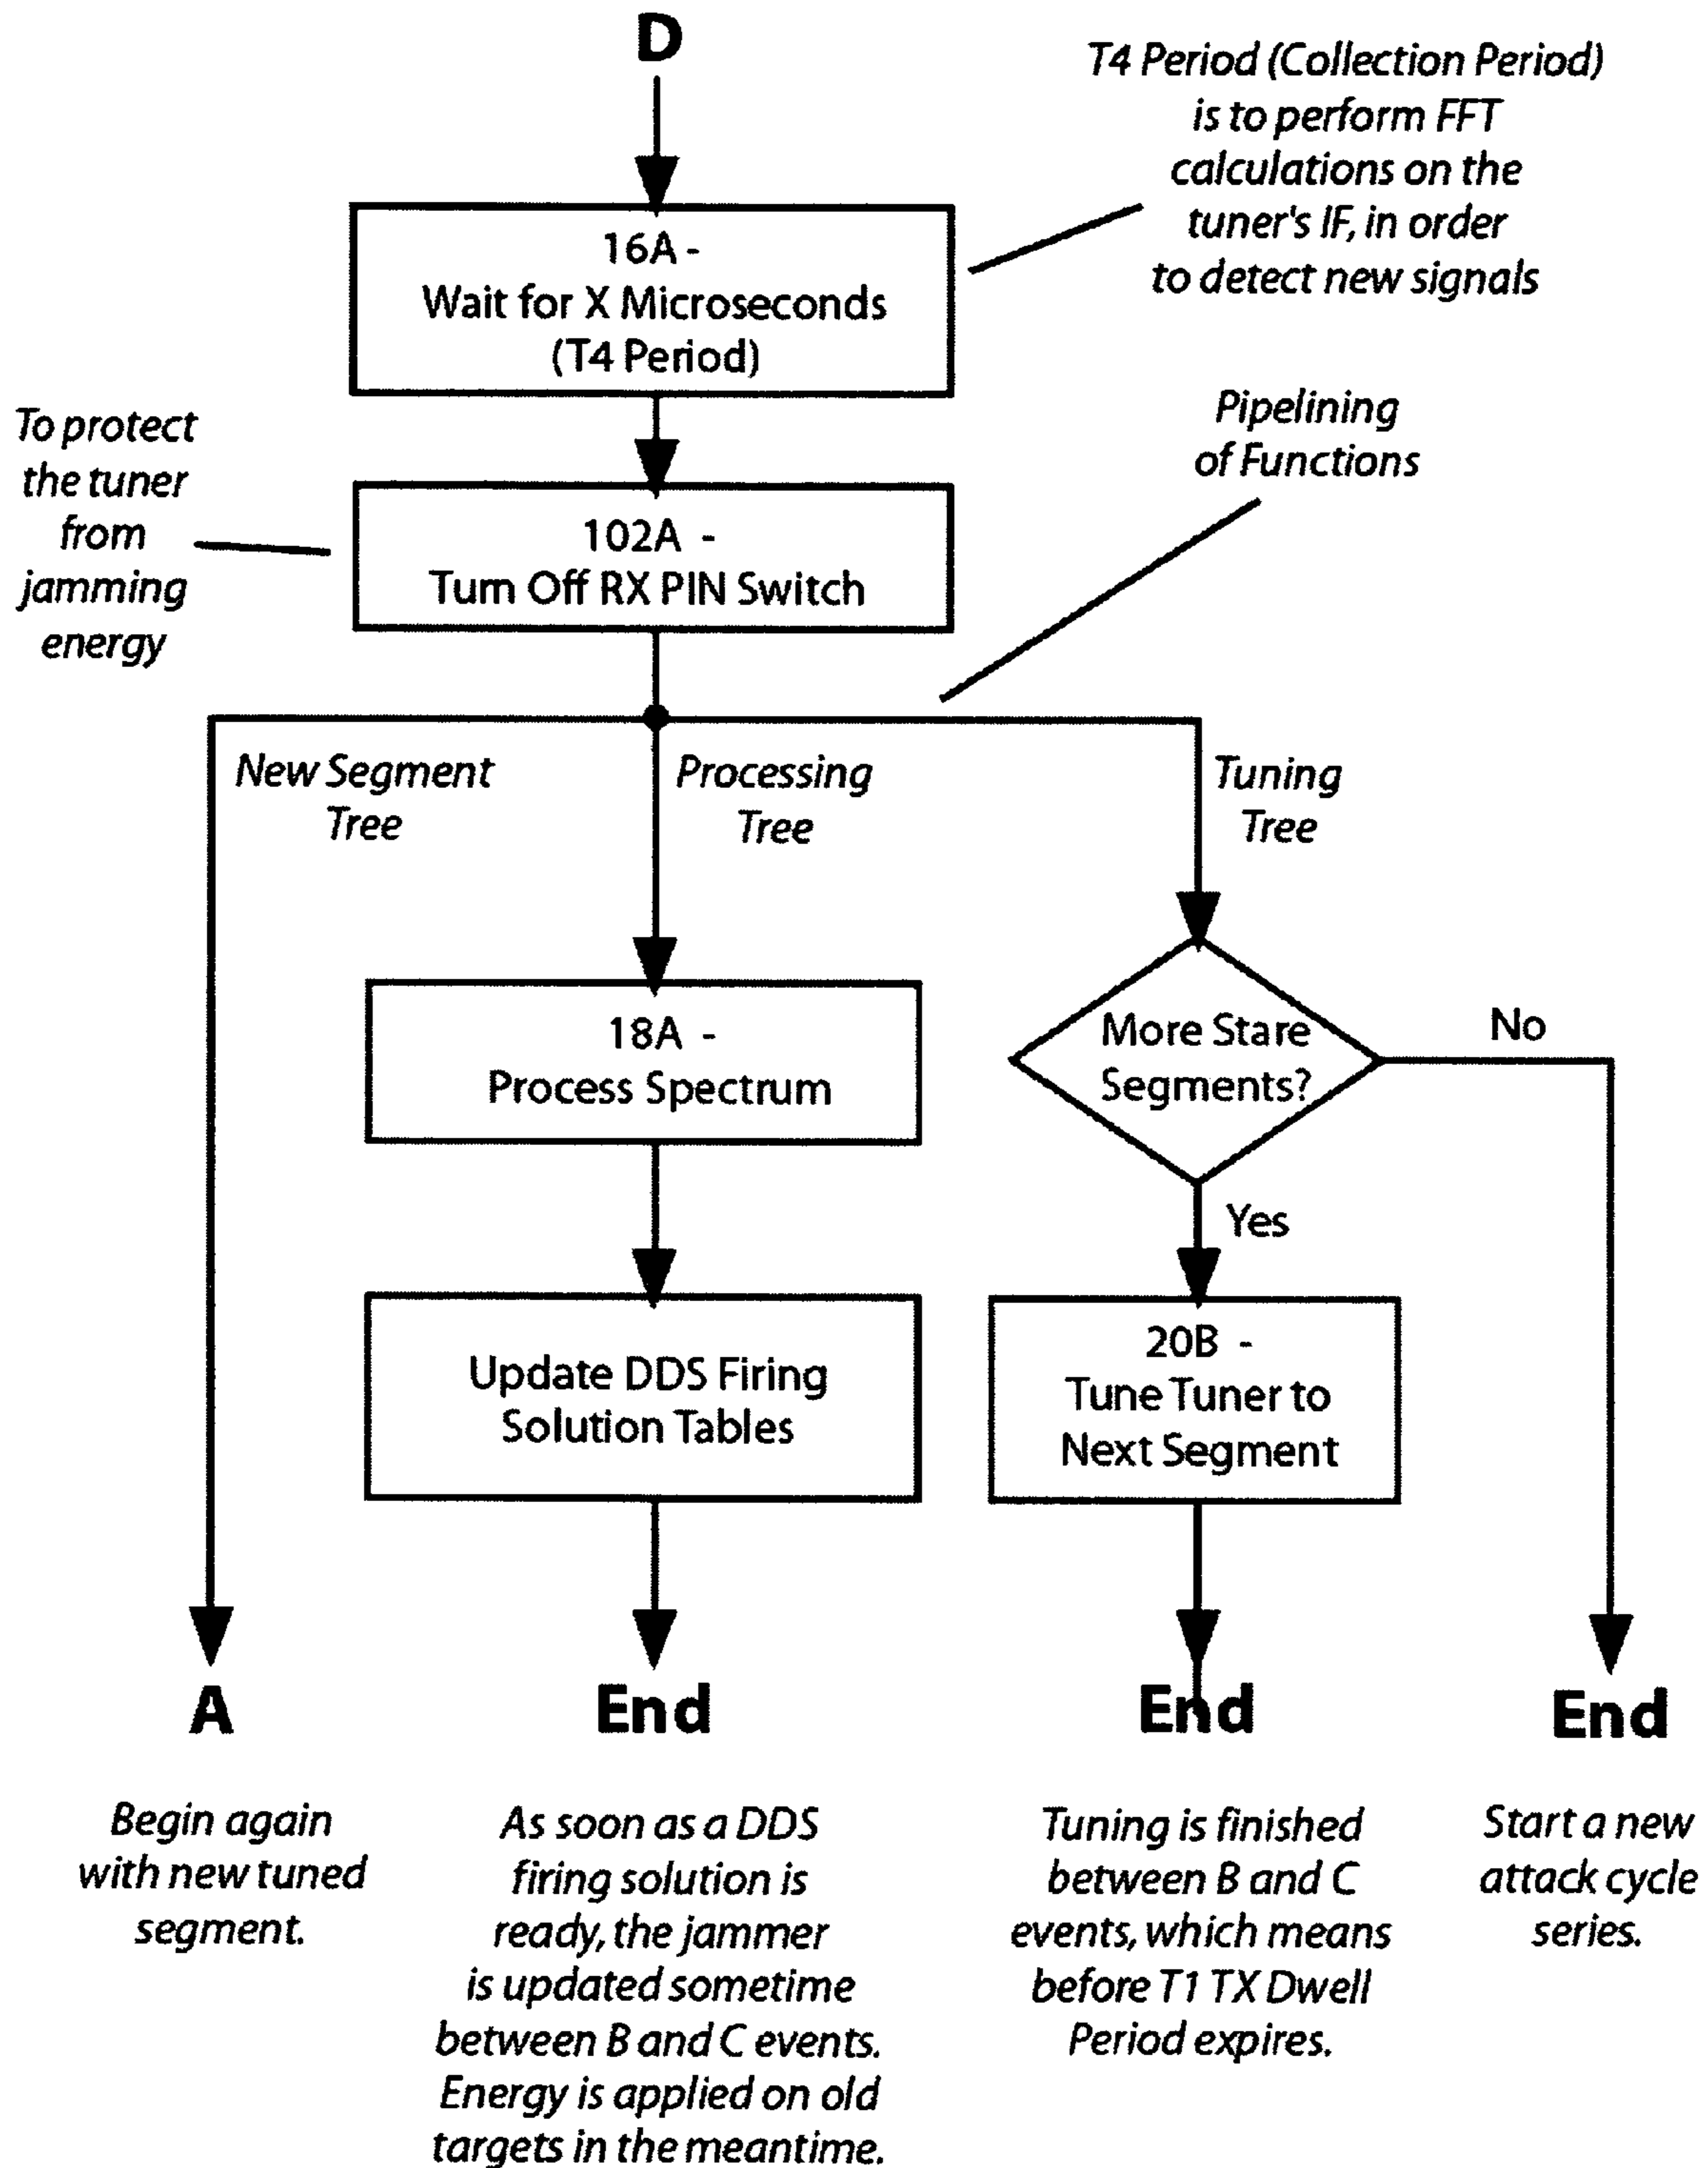 D
T4 Period (Collection Period)
is to perform FFT
calculations on the
tuner's IF, in order
to detect new signals
16A -
Wait for X Microseconds
(T4 Period)
To protect
the tuner
from
jamming
energy
Pipelining
of Functions
102A -
Turn Off RX PIN Switch
New Segment
Tree
Processing
Tree
Tuning
Tree
18A -
Process Spectrum
More Stare
Segments?
No
Yes
Update DDS Firing
Solution Tables
20B -
Tune Tuner to
Next Segment
A
End
End
End
Begin again
with new tuned
segment.
As soon as a DDS
firing solution is
ready, the jammer
is updated sometime
between B and C events.
Energy is applied on old
targets in the meantime.
Tuning is finished
between B and C
events, which means
before T1 TX Dwell
Period expires.
Start a new
attack cycle
series.